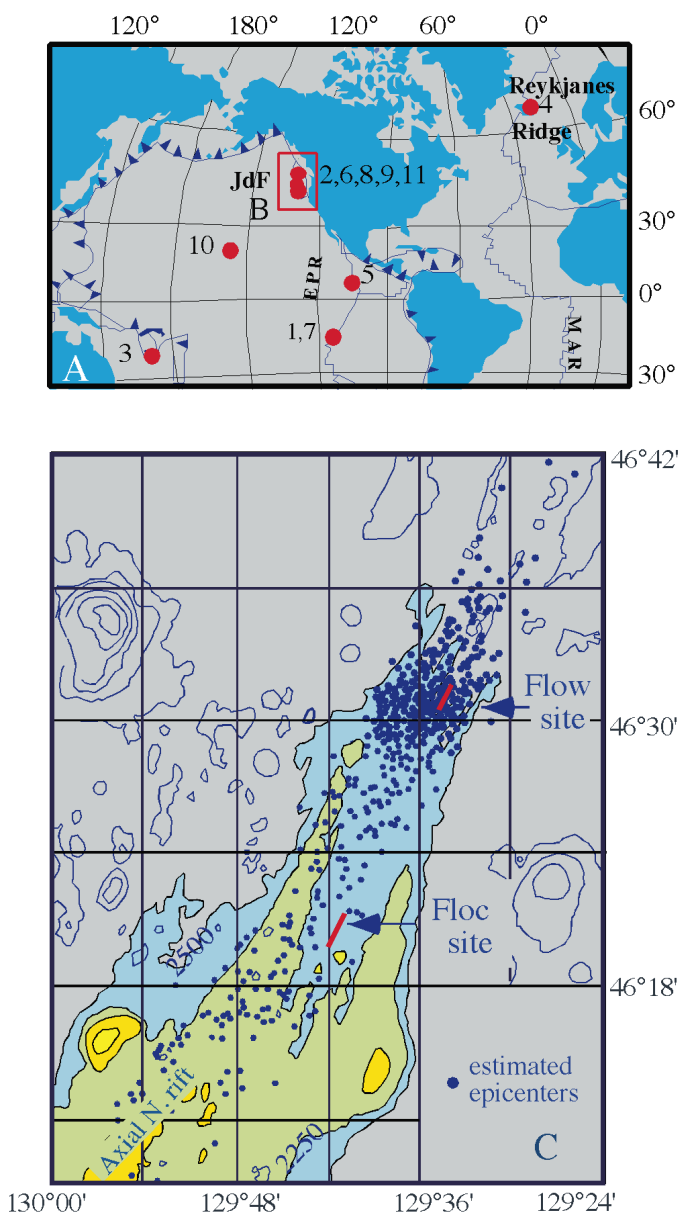 120° 180° 120° 60° 0°
Reykjanes
4
Ridge
60°
JdF
2,6,8,9,11
B
30°
10
EPR
5
0°
1,7
MAR
3
A
30°
46°42'
Flow
site
46°30'
Floc
site
2500
46°18'
estimated
epicenters
Axial N. rift
2250
C
130°00' 129°48' 129°36' 129°24'